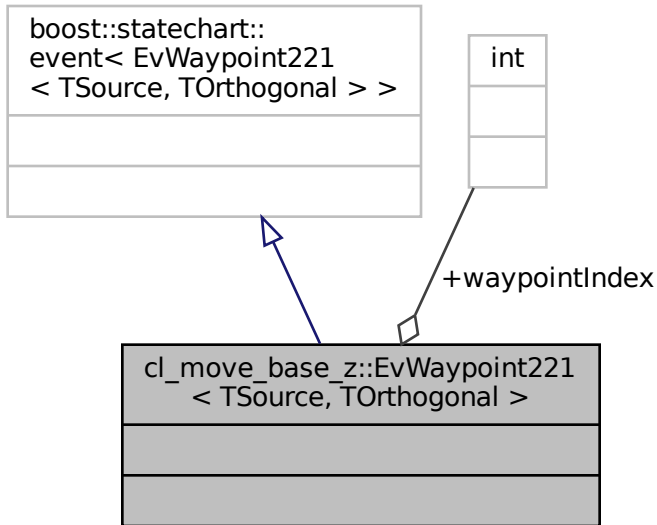 boost::statechart::
event< EvWaypoint221
< TSource, TOrthogonal > >
int
+waypointIndex
cl_move_base_z::EvWaypoint221
< TSource, TOrthogonal >